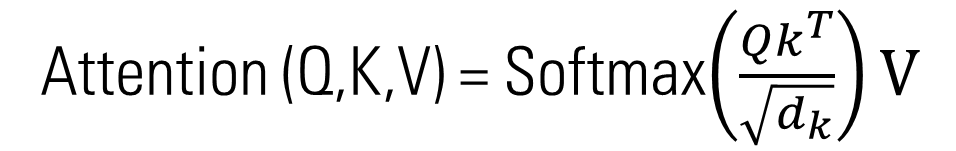 Attention (Q,K,V) = Softmax(Qk^T / √d_k) V